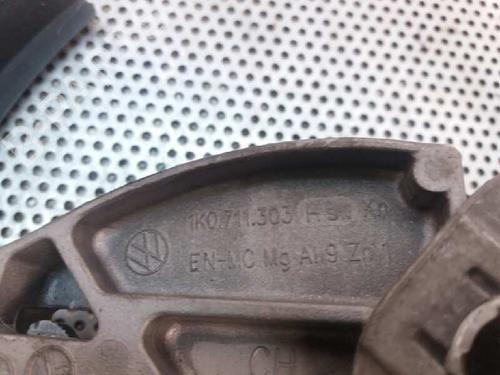 1K0.711.303 H
EN-MC Mg Al 9 Zn 1
CH